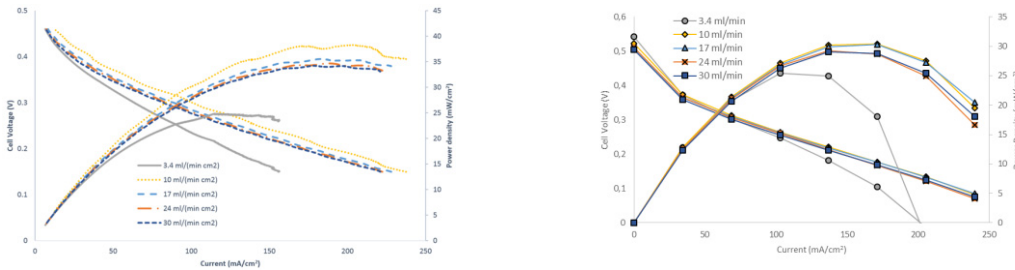 0.5
0.4
0.3
0.2
0.1
0
Cell Voltage (V)
45
40
35
30
25
20
15
10
5
0
Power density (mW/cm²)
3.4 ml/(min cm2)
10 ml/(min cm2)
17 ml/(min cm2)
24 ml/(min cm2)
30 ml/(min cm2)
0
50
100
150
200
250
Current (mA/cm²)
0,6
0,5
0,4
0,3
0,2
0,1
0
Cell Voltage (V)
3.4 ml/min
10 ml/min
17 ml/min
24 ml/min
30 ml/min
35
30
25
20
15
10
5
0
0
50
100
150
200
Current (mA/cm²)